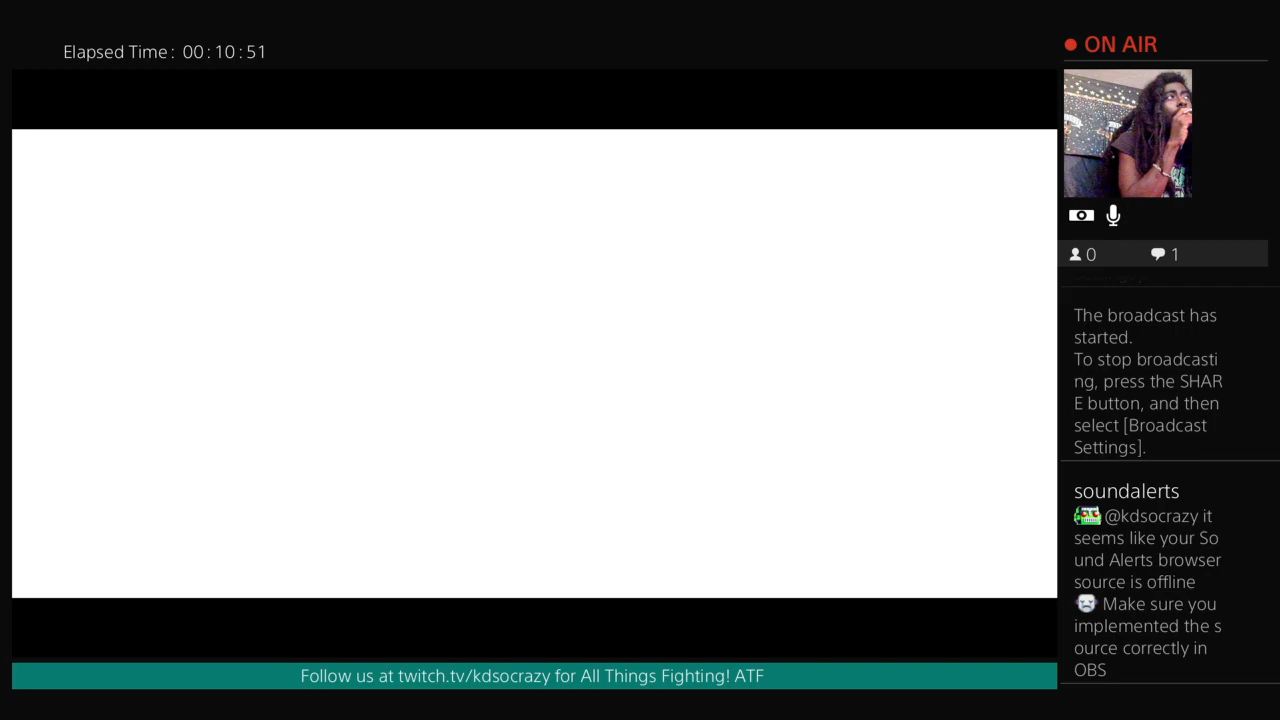 Elapsed Time: 00:10:51
ON AIR
0
1
The broadcast has
started.
To stop broadcasti
ng, press the SHAR
E button, and then
select [Broadcast
Settings].
soundalerts
@kdsocrazy it
seems like your So
und Alerts browser
source is offline
Make sure you
implemented the s
ource correctly in
OBS
Follow us at twitch.tv/kdsocrazy for All Things Fighting! ATF